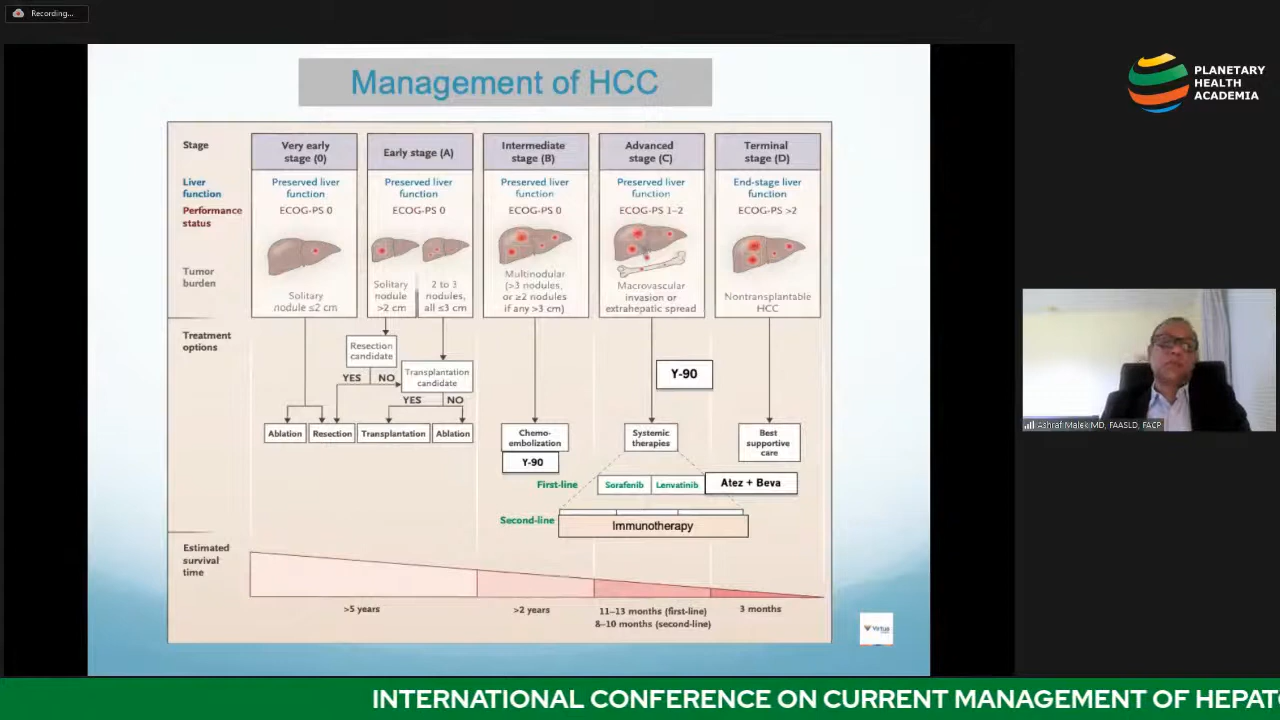 Recording...
PLANETARY
HEALTH
ACADEMIA
Management of HCC
Stage
Very early
stage (0)
Early stage (A)
Intermediate
stage (B)
Advanced
stage (C)
Terminal
stage (D)
Liver
function
Preserved liver
function
Preserved liver
function
Preserved liver
function
Preserved liver
function
End-stage liver
function
Performance
status
ECOG-PS 0
ECOG-PS 0
ECOG-PS 0
ECOG-PS 1–2
ECOG-PS >2
Tumor
burden
Solitary
nodule ≤2 cm
Solitary
nodule
>2 cm
2 to 3
nodules,
all ≤3 cm
Multinodular
(>3 nodules,
or ≥2 nodules
if any >3 cm)
Macrovascular
invasion or
extrahepatic spread
Nontransplantable
HCC
Treatment
options
Resection
candidate
YES
NO
Transplantation
candidate
YES
NO
Ablation
Resection
Transplantation
Ablation
Chemo-
embolization
Y-90
Y-90
Systemic
therapies
Best
supportive
care
First-line
Sorafenib
Lenvatinib
Atez + Beva
Second-line
Immunotherapy
Estimated
survival
time
>5 years
>2 years
11–13 months (first-line)
8–10 months (second-line)
3 months
Virtua
Ashraf Malek MD, FAASLD, FACP
INTERNATIONAL CONFERENCE ON CURRENT MANAGEMENT OF HEPAT